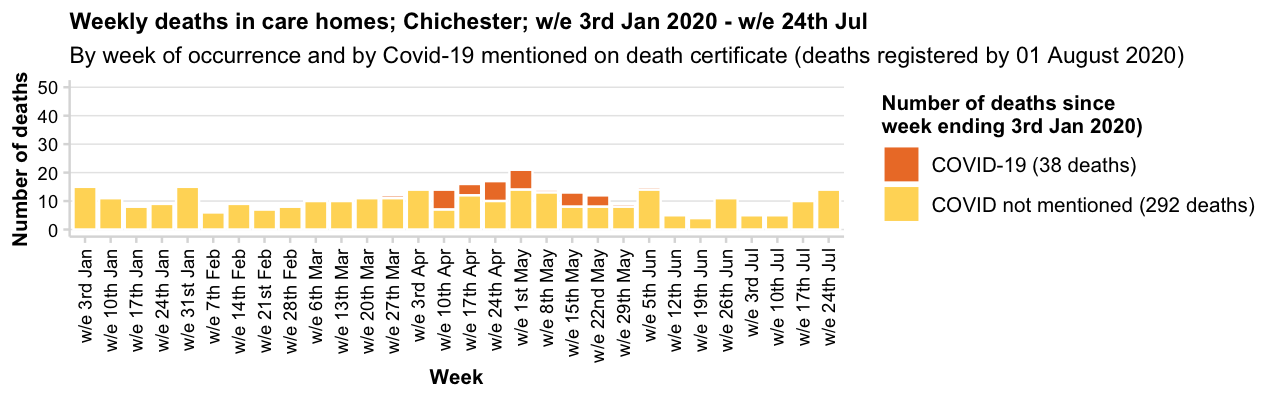 Weekly deaths in care homes; Chichester; w/e 3rd Jan 2020 - w/e 24th Jul
By week of occurrence and by Covid-19 mentioned on death certificate (deaths registered by 01 August 2020)
Number of deaths
50
40
30
20
10
0
w/e 3rd Jan
w/e 10th Jan
w/e 17th Jan
w/e 24th Jan
w/e 31st Jan
w/e 7th Feb
w/e 14th Feb
w/e 21st Feb
w/e 28th Feb
w/e 6th Mar
w/e 13th Mar
w/e 20th Mar
w/e 27th Mar
w/e 3rd Apr
w/e 10th Apr
w/e 17th Apr
w/e 24th Apr
w/e 1st May
w/e 8th May
w/e 15th May
w/e 22nd May
w/e 29th May
w/e 5th Jun
w/e 12th Jun
w/e 19th Jun
w/e 26th Jun
w/e 3rd Jul
w/e 10th Jul
w/e 17th Jul
w/e 24th Jul
Week
Number of deaths since
week ending 3rd Jan 2020)
COVID-19 (38 deaths)
COVID not mentioned (292 deaths)